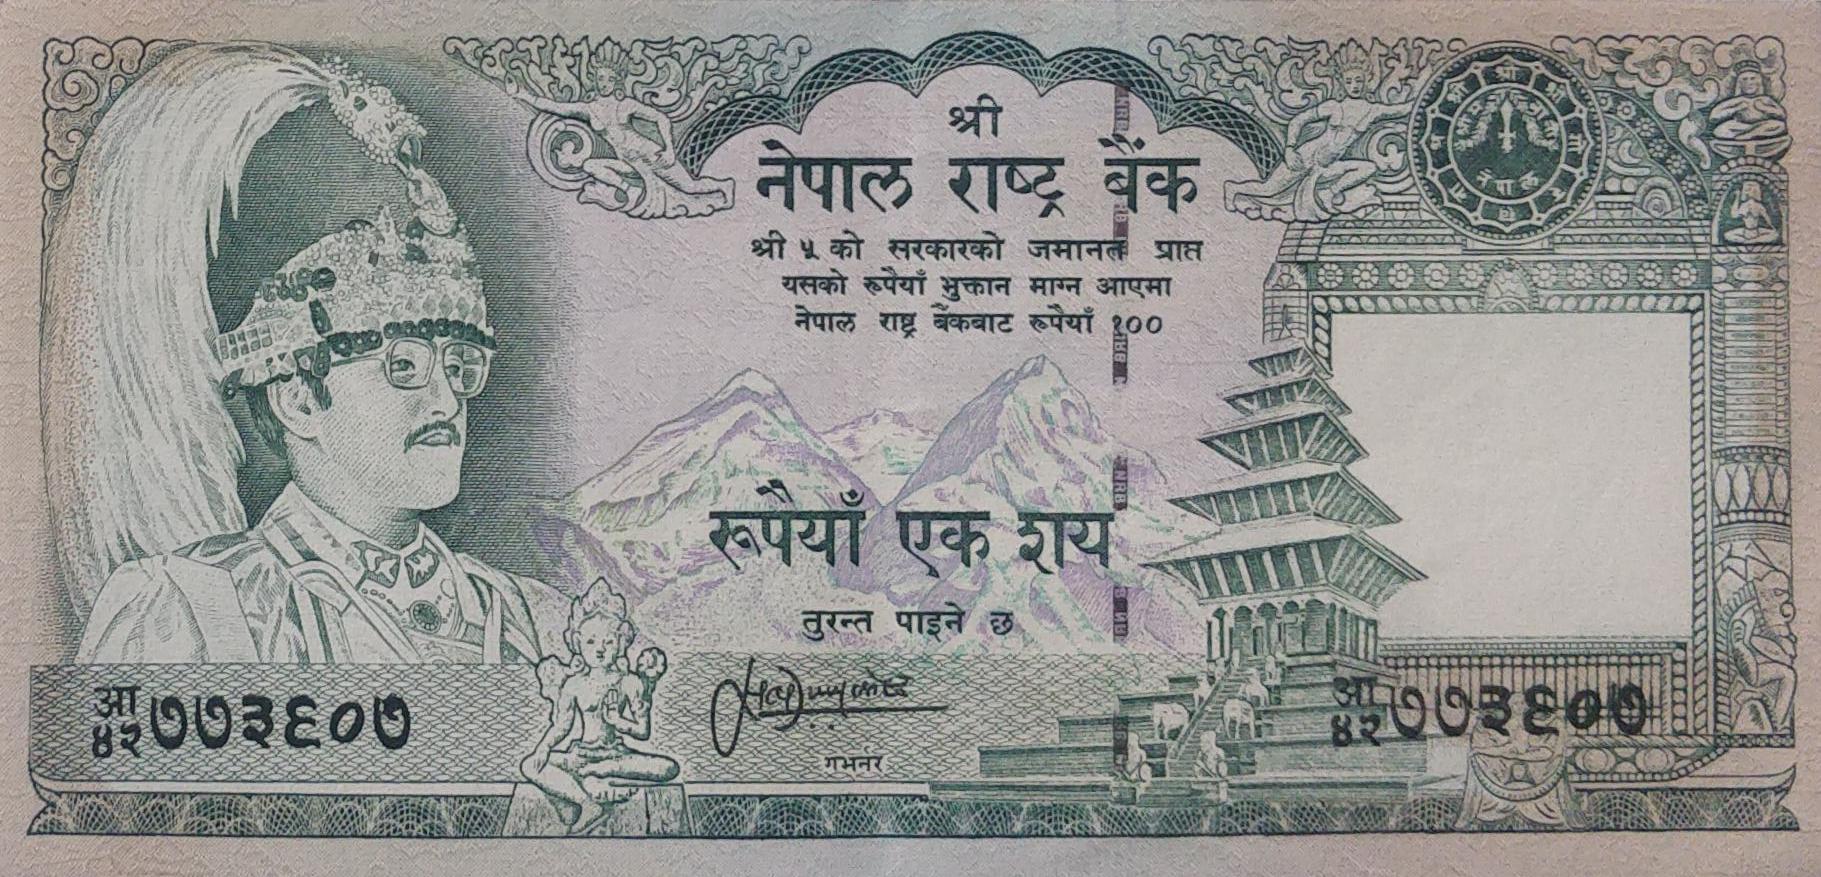 श्री
नेपाल राष्ट्र बैंक
श्री ५ को सरकारको जमानत प्राप्त
यसको रूपैयाँ भुक्तान माग्न आएमा
नेपाल राष्ट्र बैंकबाट रूपैयाँ १००
रूपैयाँ एक शय
तुरन्त पाइने छ
गभर्नर
आ
४२ ७७३९०७
आ
४२ ७७३९०७
NRB